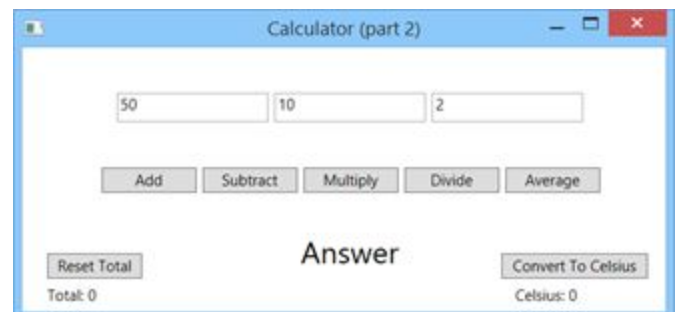 Calculator (part 2)
50 10 2
Add Subtract Multiply Divide Average
Answer
Reset Total Convert To Celsius
Total: 0 Celsius: 0